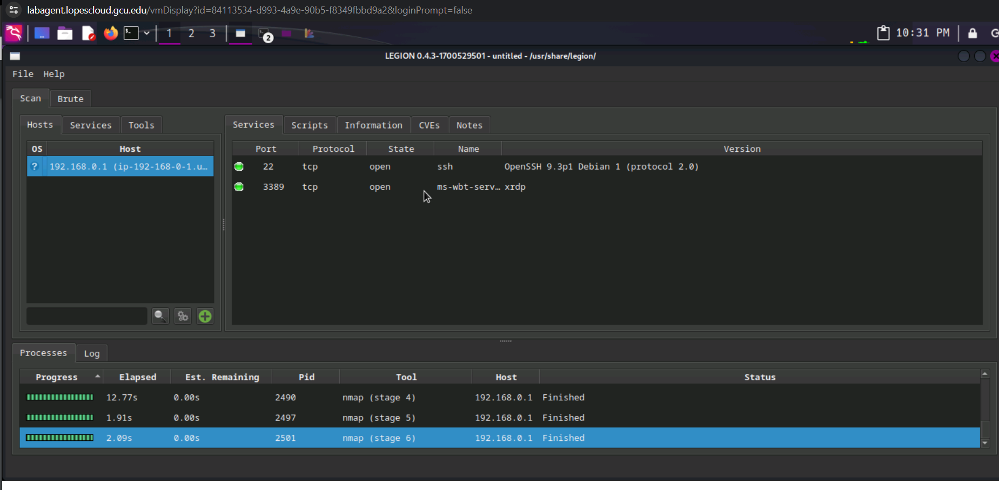 labagent.lopescloud.gcu.edu/vmDisplay?id=84113534-d993-4a9e-90b5-f8349fbbd9a2&loginPrompt=false
1 2 3 2 10:31 PM
LEGION 0.4.3-1700529501 - untitled - /usr/share/legion/
File Help
Scan Brute
Hosts Services Tools Services Scripts Information CVEs Notes
OS Host Port Protocol State Name Version
? 192.168.0.1 (ip-192-168-0-1.u… 22 tcp open ssh OpenSSH 9.3p1 Debian 1 (protocol 2.0)
3389 tcp open ms-wbt-serv… xrdp
Processes Log
Progress Elapsed Est. Remaining Pid Tool Host Status
12.77s 0.00s 2490 nmap (stage 4) 192.168.0.1 Finished
1.91s 0.00s 2497 nmap (stage 5) 192.168.0.1 Finished
2.09s 0.00s 2501 nmap (stage 6) 192.168.0.1 Finished